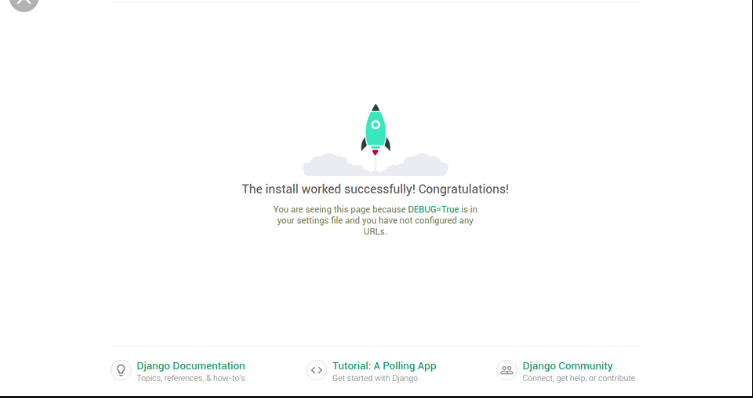 The install worked successfully! Congratulations!
You are seeing this page because DEBUG=True is in
your settings file and you have not configured any
URLs.
Django Documentation
Topics, references, & how-to's
Tutorial: A Polling App
Get started with Django
Django Community
Connect, get help, or contribute